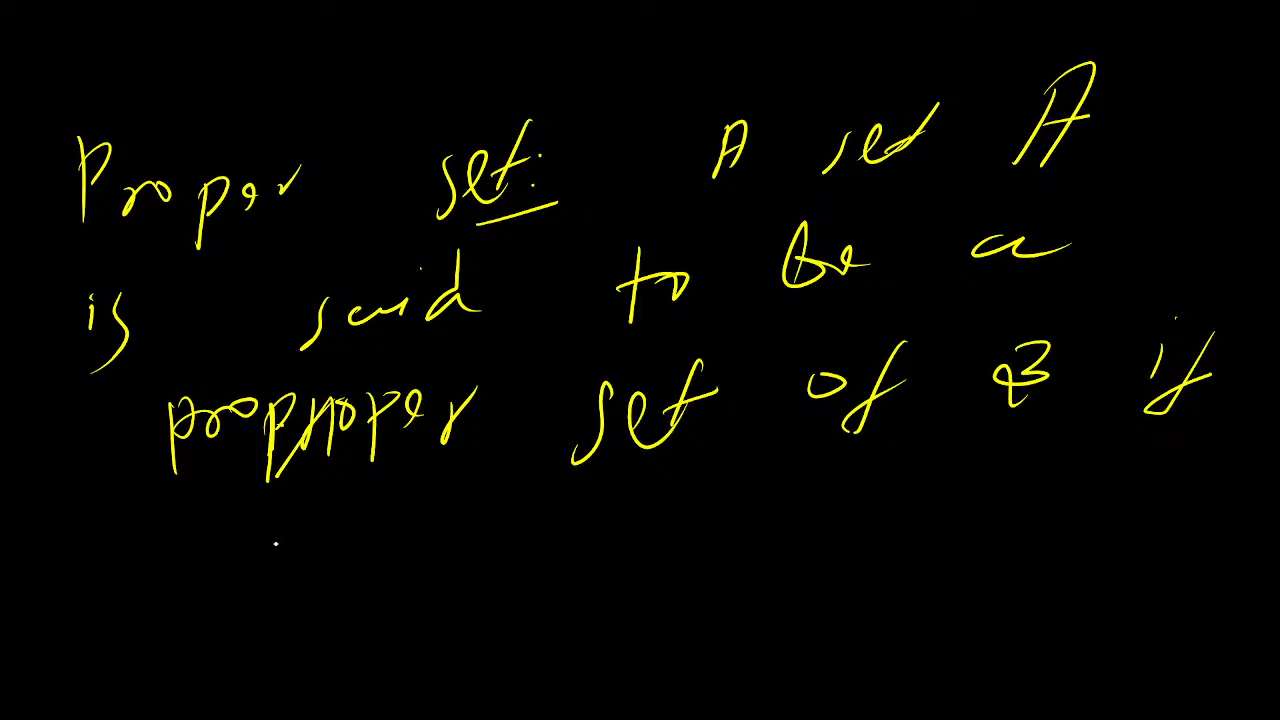 Proper set: A set A
is said to be a
proproper set of B if